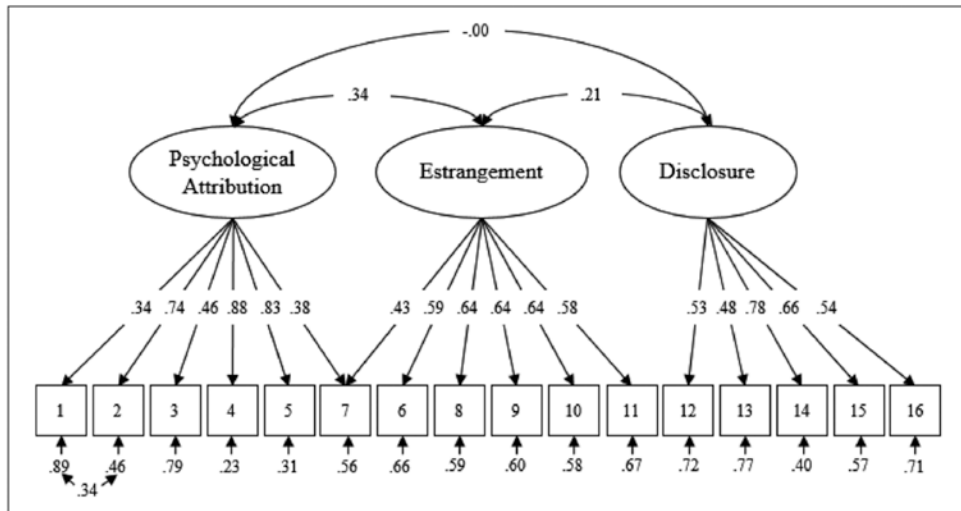 -.00
.34 .21
Psychological
Attribution
Estrangement
Disclosure
.34 .74 .46 .88 .83 .38 .43 .59 .64 .64 .64 .58 .53 .48 .78 .66 .54
1 2 3 4 5 7 6 8 9 10 11 12 13 14 15 16
.89 .46 .79 .23 .31 .56 .66 .59 .60 .58 .67 .72 .77 .40 .57 .71
.34